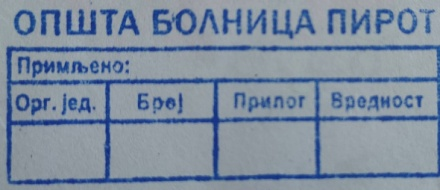 ОПШТА БОЛНИЦА ПИРОТ
Примљено:
Орг. јед. Број Прилог Вредност